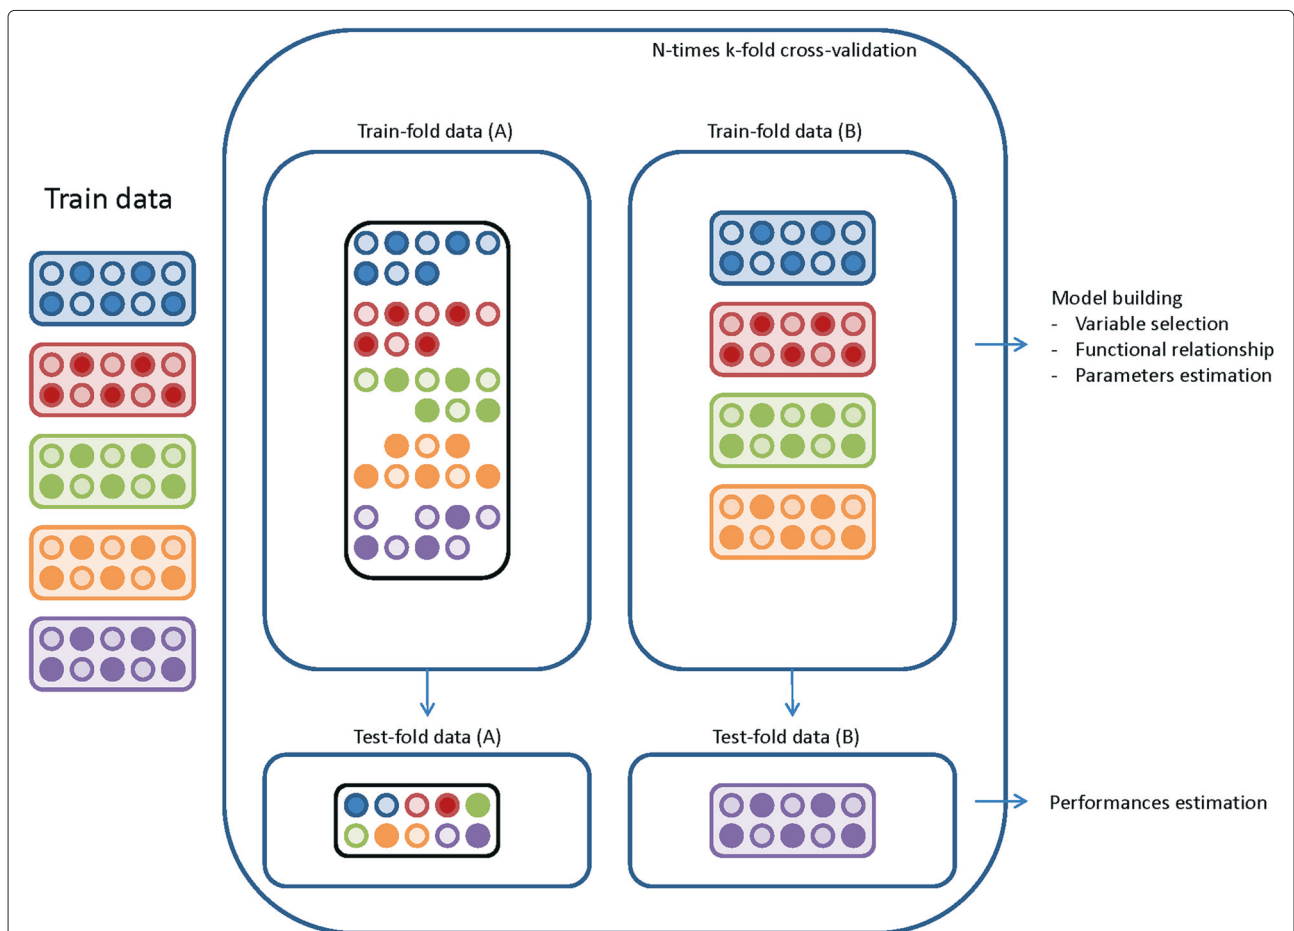 N-times k-fold cross-validation
Train-fold data (A)
Train-fold data (B)
Train data
Model building
- Variable selection
- Functional relationship
- Parameters estimation
Test-fold data (A)
Test-fold data (B)
Performances estimation